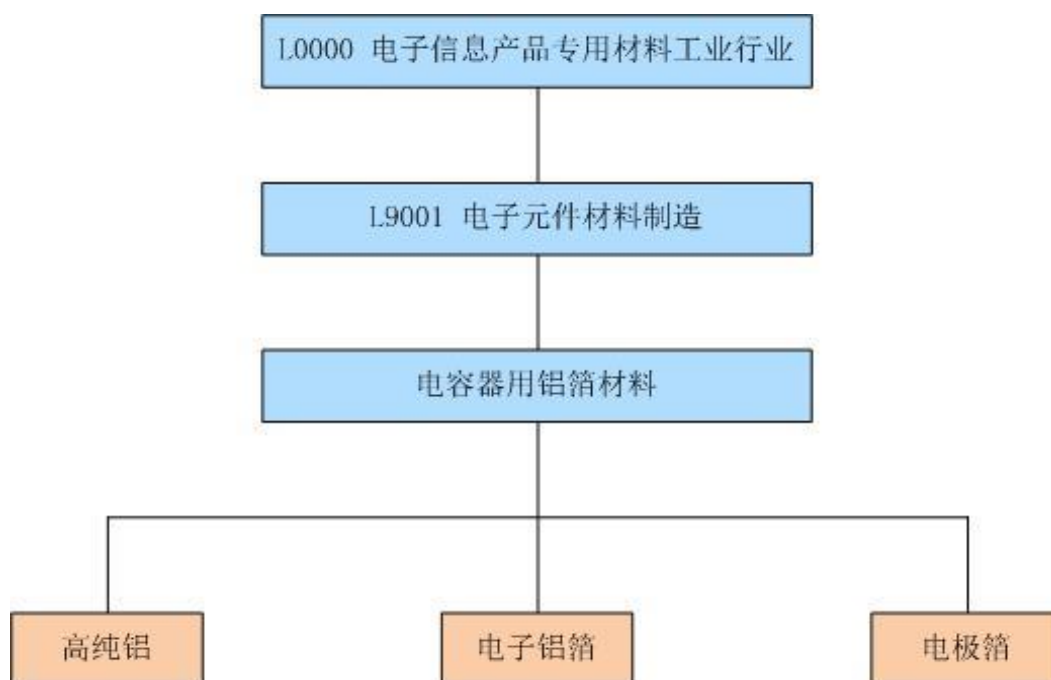 L0000 电子信息产品专用材料工业行业
L9001 电子元件材料制造
电容器用铝箔材料
高纯铝
电子铝箔
电极箔